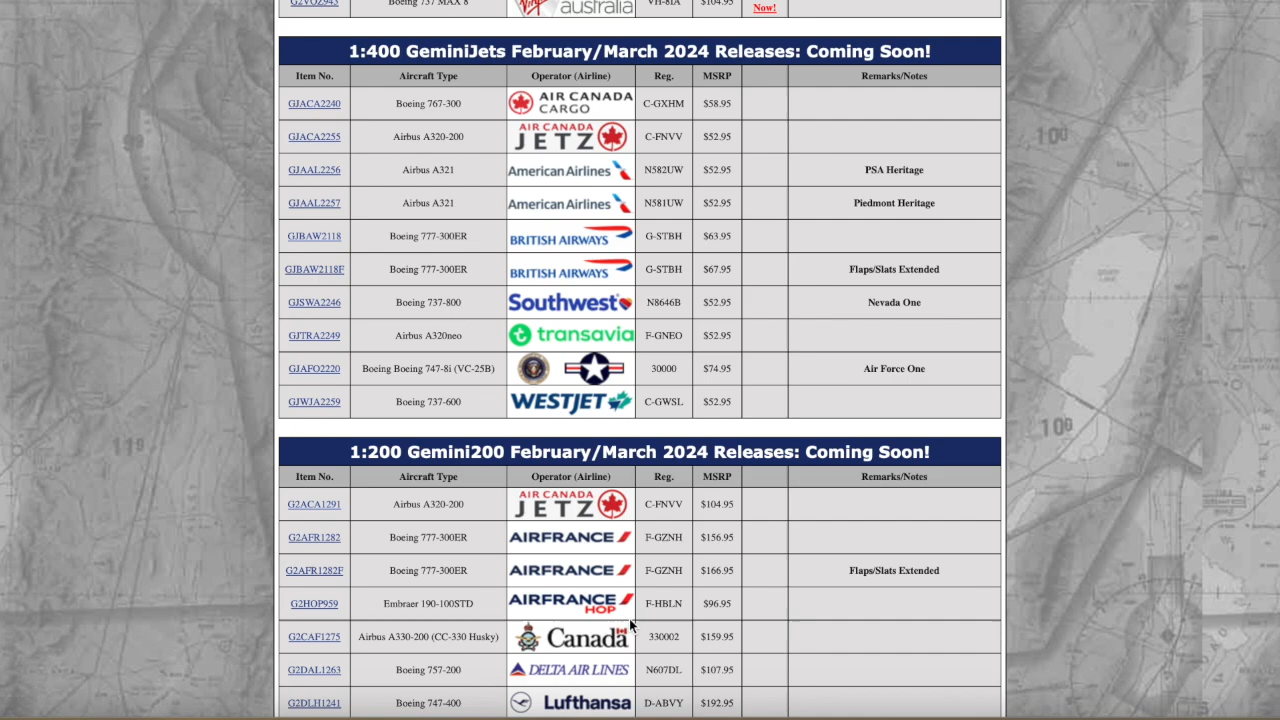 G2VOZ943 Boeing 737 MAX 8 Virgin australia VH-8IA $104.95 Now!
1:400 GeminiJets February/March 2024 Releases: Coming Soon!
Item No. Aircraft Type Operator (Airline) Reg. MSRP Remarks/Notes
GJACA2240 Boeing 767-300 AIR CANADA CARGO C-GXHM $58.95
GJACA2255 Airbus A320-200 AIR CANADA JETZ C-FNVV $52.95
GJAAL2256 Airbus A321 American Airlines N582UW $52.95 PSA Heritage
GJAAL2257 Airbus A321 American Airlines N581UW $52.95 Piedmont Heritage
GJBAW2118 Boeing 777-300ER BRITISH AIRWAYS G-STBH $63.95
GJBAW2118F Boeing 777-300ER BRITISH AIRWAYS G-STBH $67.95 Flaps/Slats Extended
GJSWA2246 Boeing 737-800 Southwest N8646B $52.95 Nevada One
GJTRA2249 Airbus A320neo transavia F-GNEO $52.95
GJAFO2220 Boeing Boeing 747-8i (VC-25B) 30000 $74.95 Air Force One
GJWJA2259 Boeing 737-600 WESTJET C-GWSL $52.95
1:200 Gemini200 February/March 2024 Releases: Coming Soon!
Item No. Aircraft Type Operator (Airline) Reg. MSRP Remarks/Notes
G2ACA1291 Airbus A320-200 AIR CANADA JETZ C-FNVV $104.95
G2AFR1282 Boeing 777-300ER AIRFRANCE F-GZNH $156.95
G2AFR1282F Boeing 777-300ER AIRFRANCE F-GZNH $166.95 Flaps/Slats Extended
G2HOP959 Embraer 190-100STD AIRFRANCE HOP F-HBLN $96.95
G2CAF1275 Airbus A330-200 (CC-330 Husky) Canada 330002 $159.95
G2DAL1263 Boeing 757-200 DELTA AIR LINES N607DL $107.95
G2DLH1241 Boeing 747-400 Lufthansa D-ABVY $192.95
119
100
100